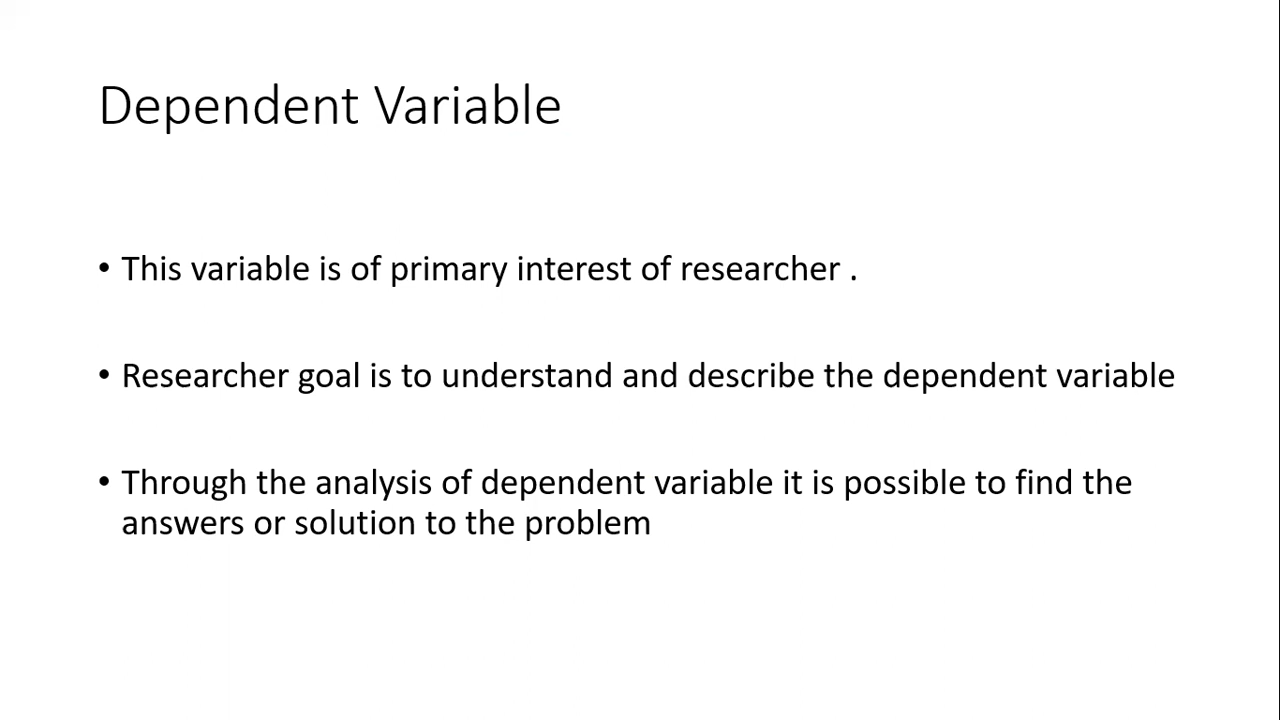 Dependent Variable
• This variable is of primary interest of researcher .
• Researcher goal is to understand and describe the dependent variable
• Through the analysis of dependent variable it is possible to find the
answers or solution to the problem